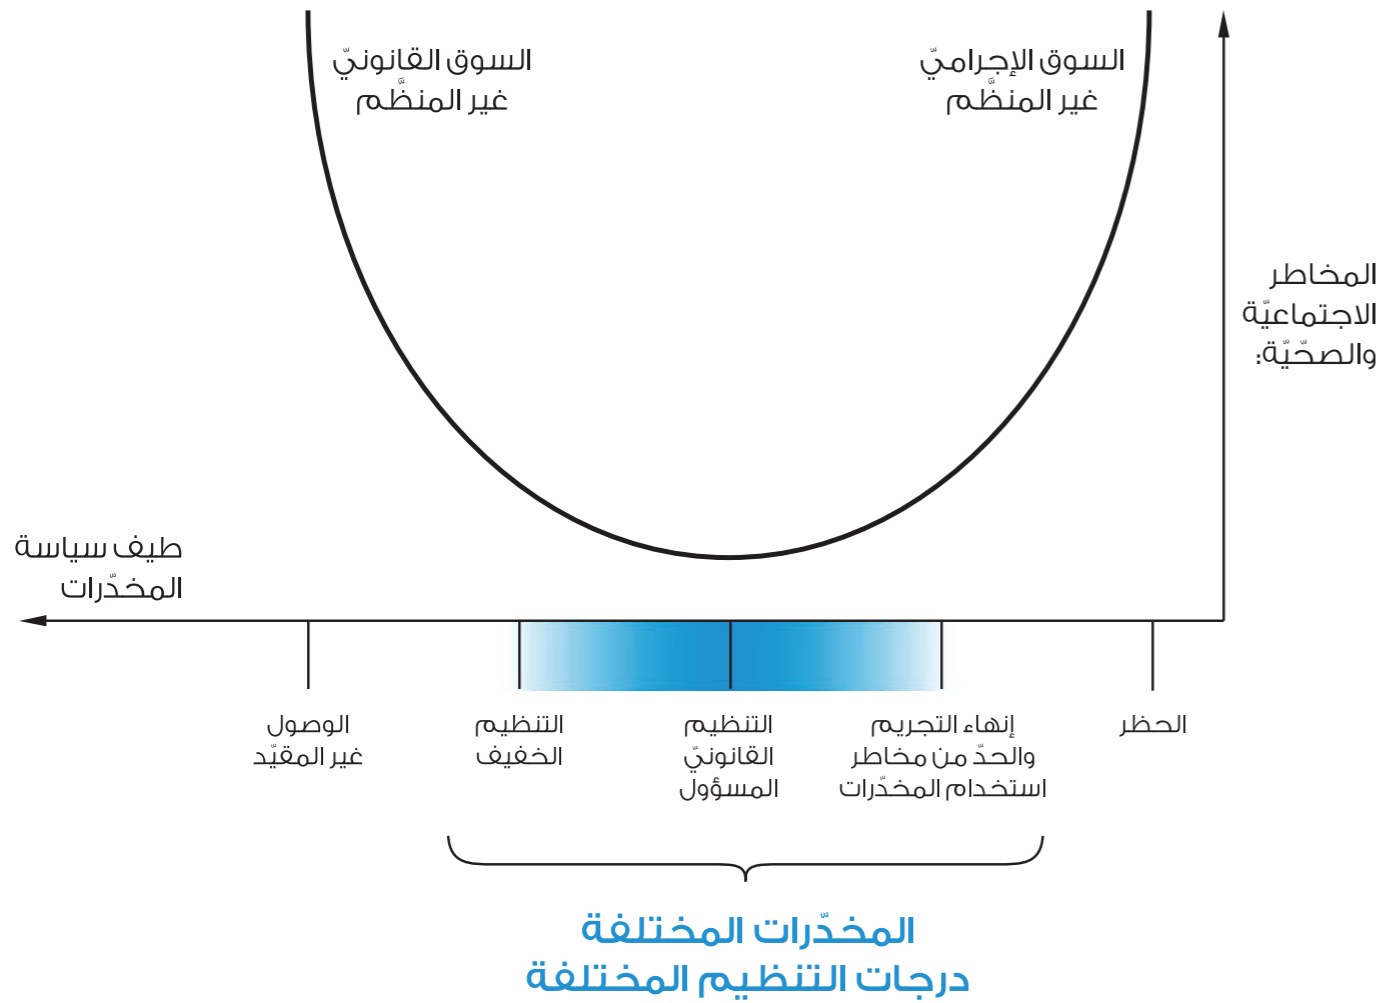 السوق الإجراميّ
غير المنظَّم
السوق القانونيّ
غير المنظَّم
المخاطر
الاجتماعيّة
والصحّيّة:
طيف سياسة
المخدّرات
الحظر
إنهاء التجريم
والحدّ من مخاطر
استخدام المخدّرات
التنظيم
القانونيّ
المسؤول
التنظيم
الخفيف
الوصول
غير المقيّد
المخدّرات المختلفة
درجات التنظيم المختلفة